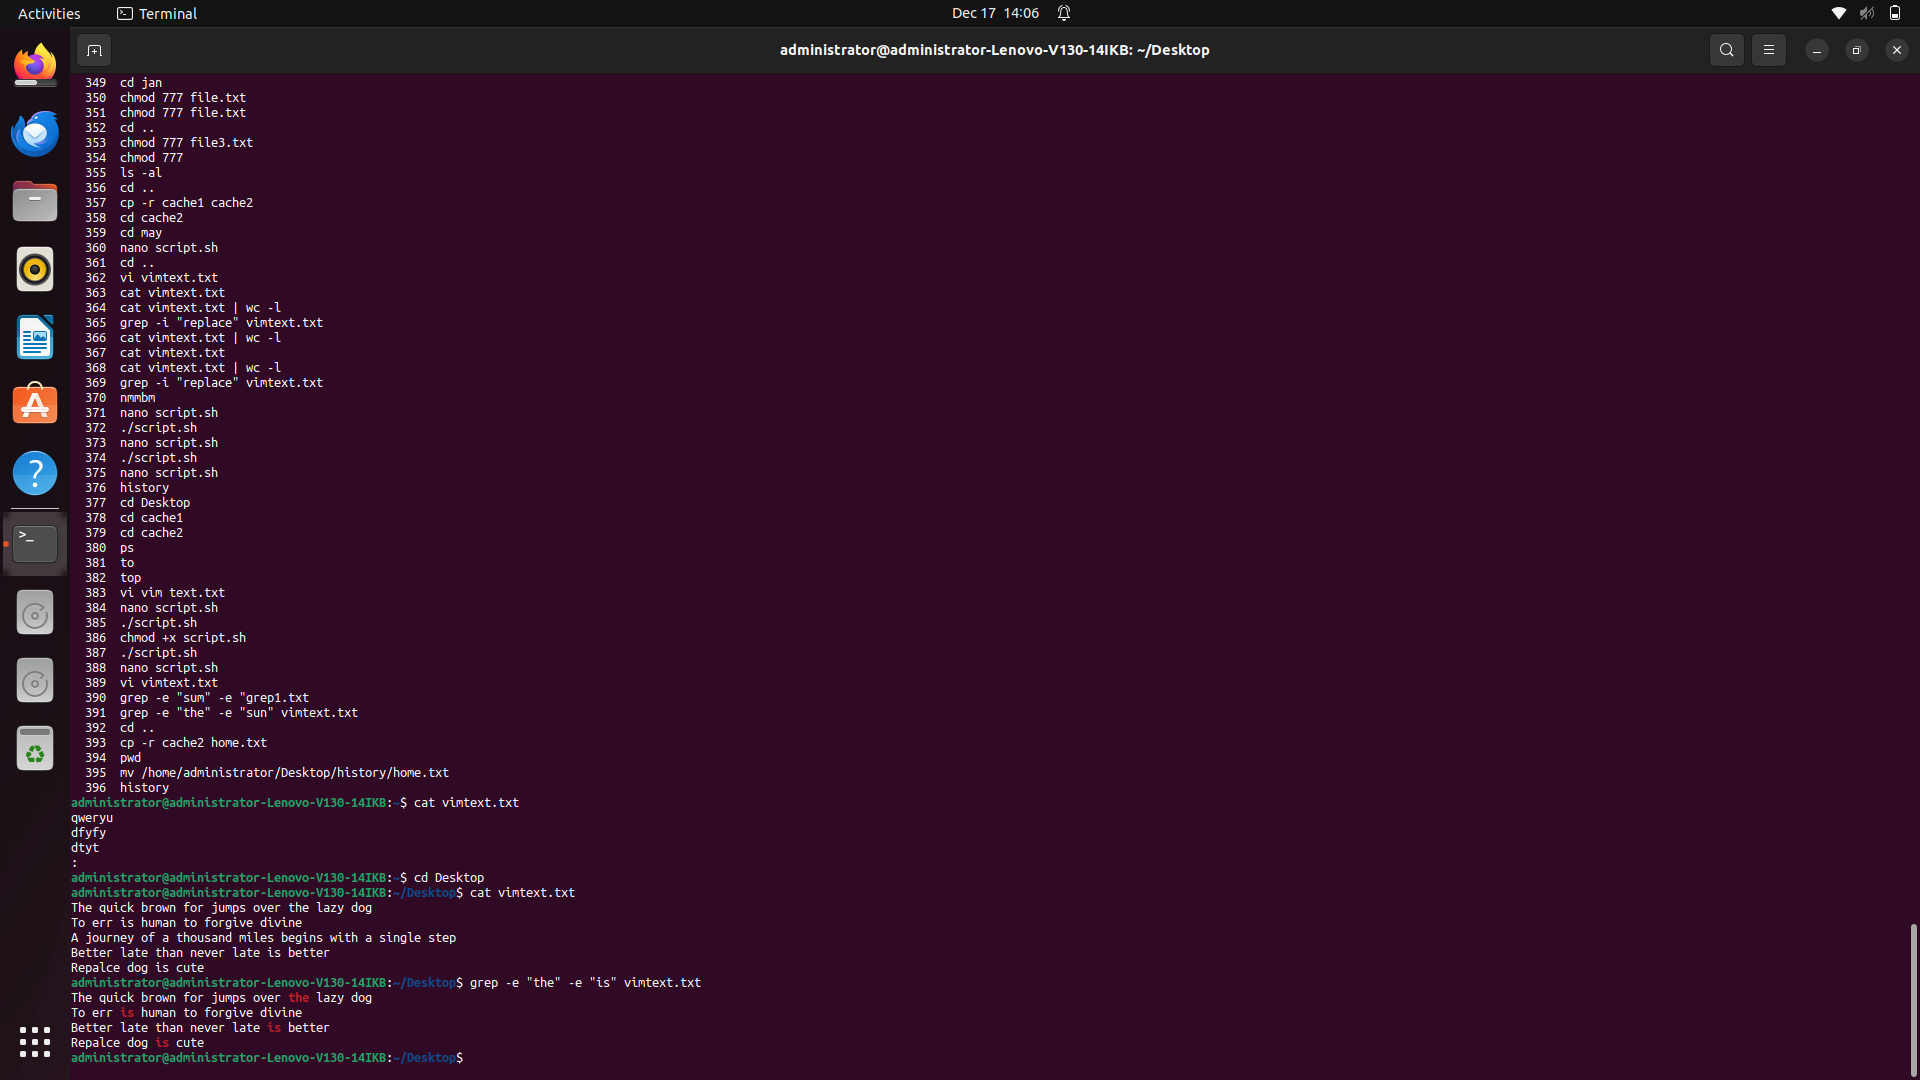 Activities
Terminal
Dec 17 14:06
administrator@administrator-Lenovo-V130-14IKB: ~/Desktop
349 cd jan
350 chmod 777 file.txt
351 chmod 777 file.txt
352 cd ..
353 chmod 777 file3.txt
354 chmod 777
355 ls -al
356 cd ..
357 cp -r cache1 cache2
358 cd cache2
359 cd may
360 nano script.sh
361 cd ..
362 vi vimtext.txt
363 cat vimtext.txt
364 cat vimtext.txt | wc -l
365 grep -i "replace" vimtext.txt
366 cat vimtext.txt | wc -l
367 cat vimtext.txt
368 cat vimtext.txt | wc -l
369 grep -i "replace" vimtext.txt
370 nmmbm
371 nano script.sh
372 ./script.sh
373 nano script.sh
374 ./script.sh
375 nano script.sh
376 history
377 cd Desktop
378 cd cache1
379 cd cache2
380 ps
381 to
382 top
383 vi vim text.txt
384 nano script.sh
385 ./script.sh
386 chmod +x script.sh
387 ./script.sh
388 nano script.sh
389 vi vimtext.txt
390 grep -e "sum" -e "grep1.txt
391 grep -e "the" -e "sun" vimtext.txt
392 cd ..
393 cp -r cache2 home.txt
394 pwd
395 mv /home/administrator/Desktop/history/home.txt
396 history
administrator@administrator-Lenovo-V130-14IKB:~$ cat vimtext.txt
qweryu
dfyfy
dtyt
:
administrator@administrator-Lenovo-V130-14IKB:~$ cd Desktop
administrator@administrator-Lenovo-V130-14IKB:~/Desktop$ cat vimtext.txt
The quick brown for jumps over the lazy dog
To err is human to forgive divine
A journey of a thousand miles begins with a single step
Better late than never late is better
Repalce dog is cute
administrator@administrator-Lenovo-V130-14IKB:~/Desktop$ grep -e "the" -e "is" vimtext.txt
The quick brown for jumps over the lazy dog
To err is human to forgive divine
Better late than never late is better
Repalce dog is cute
administrator@administrator-Lenovo-V130-14IKB:~/Desktop$